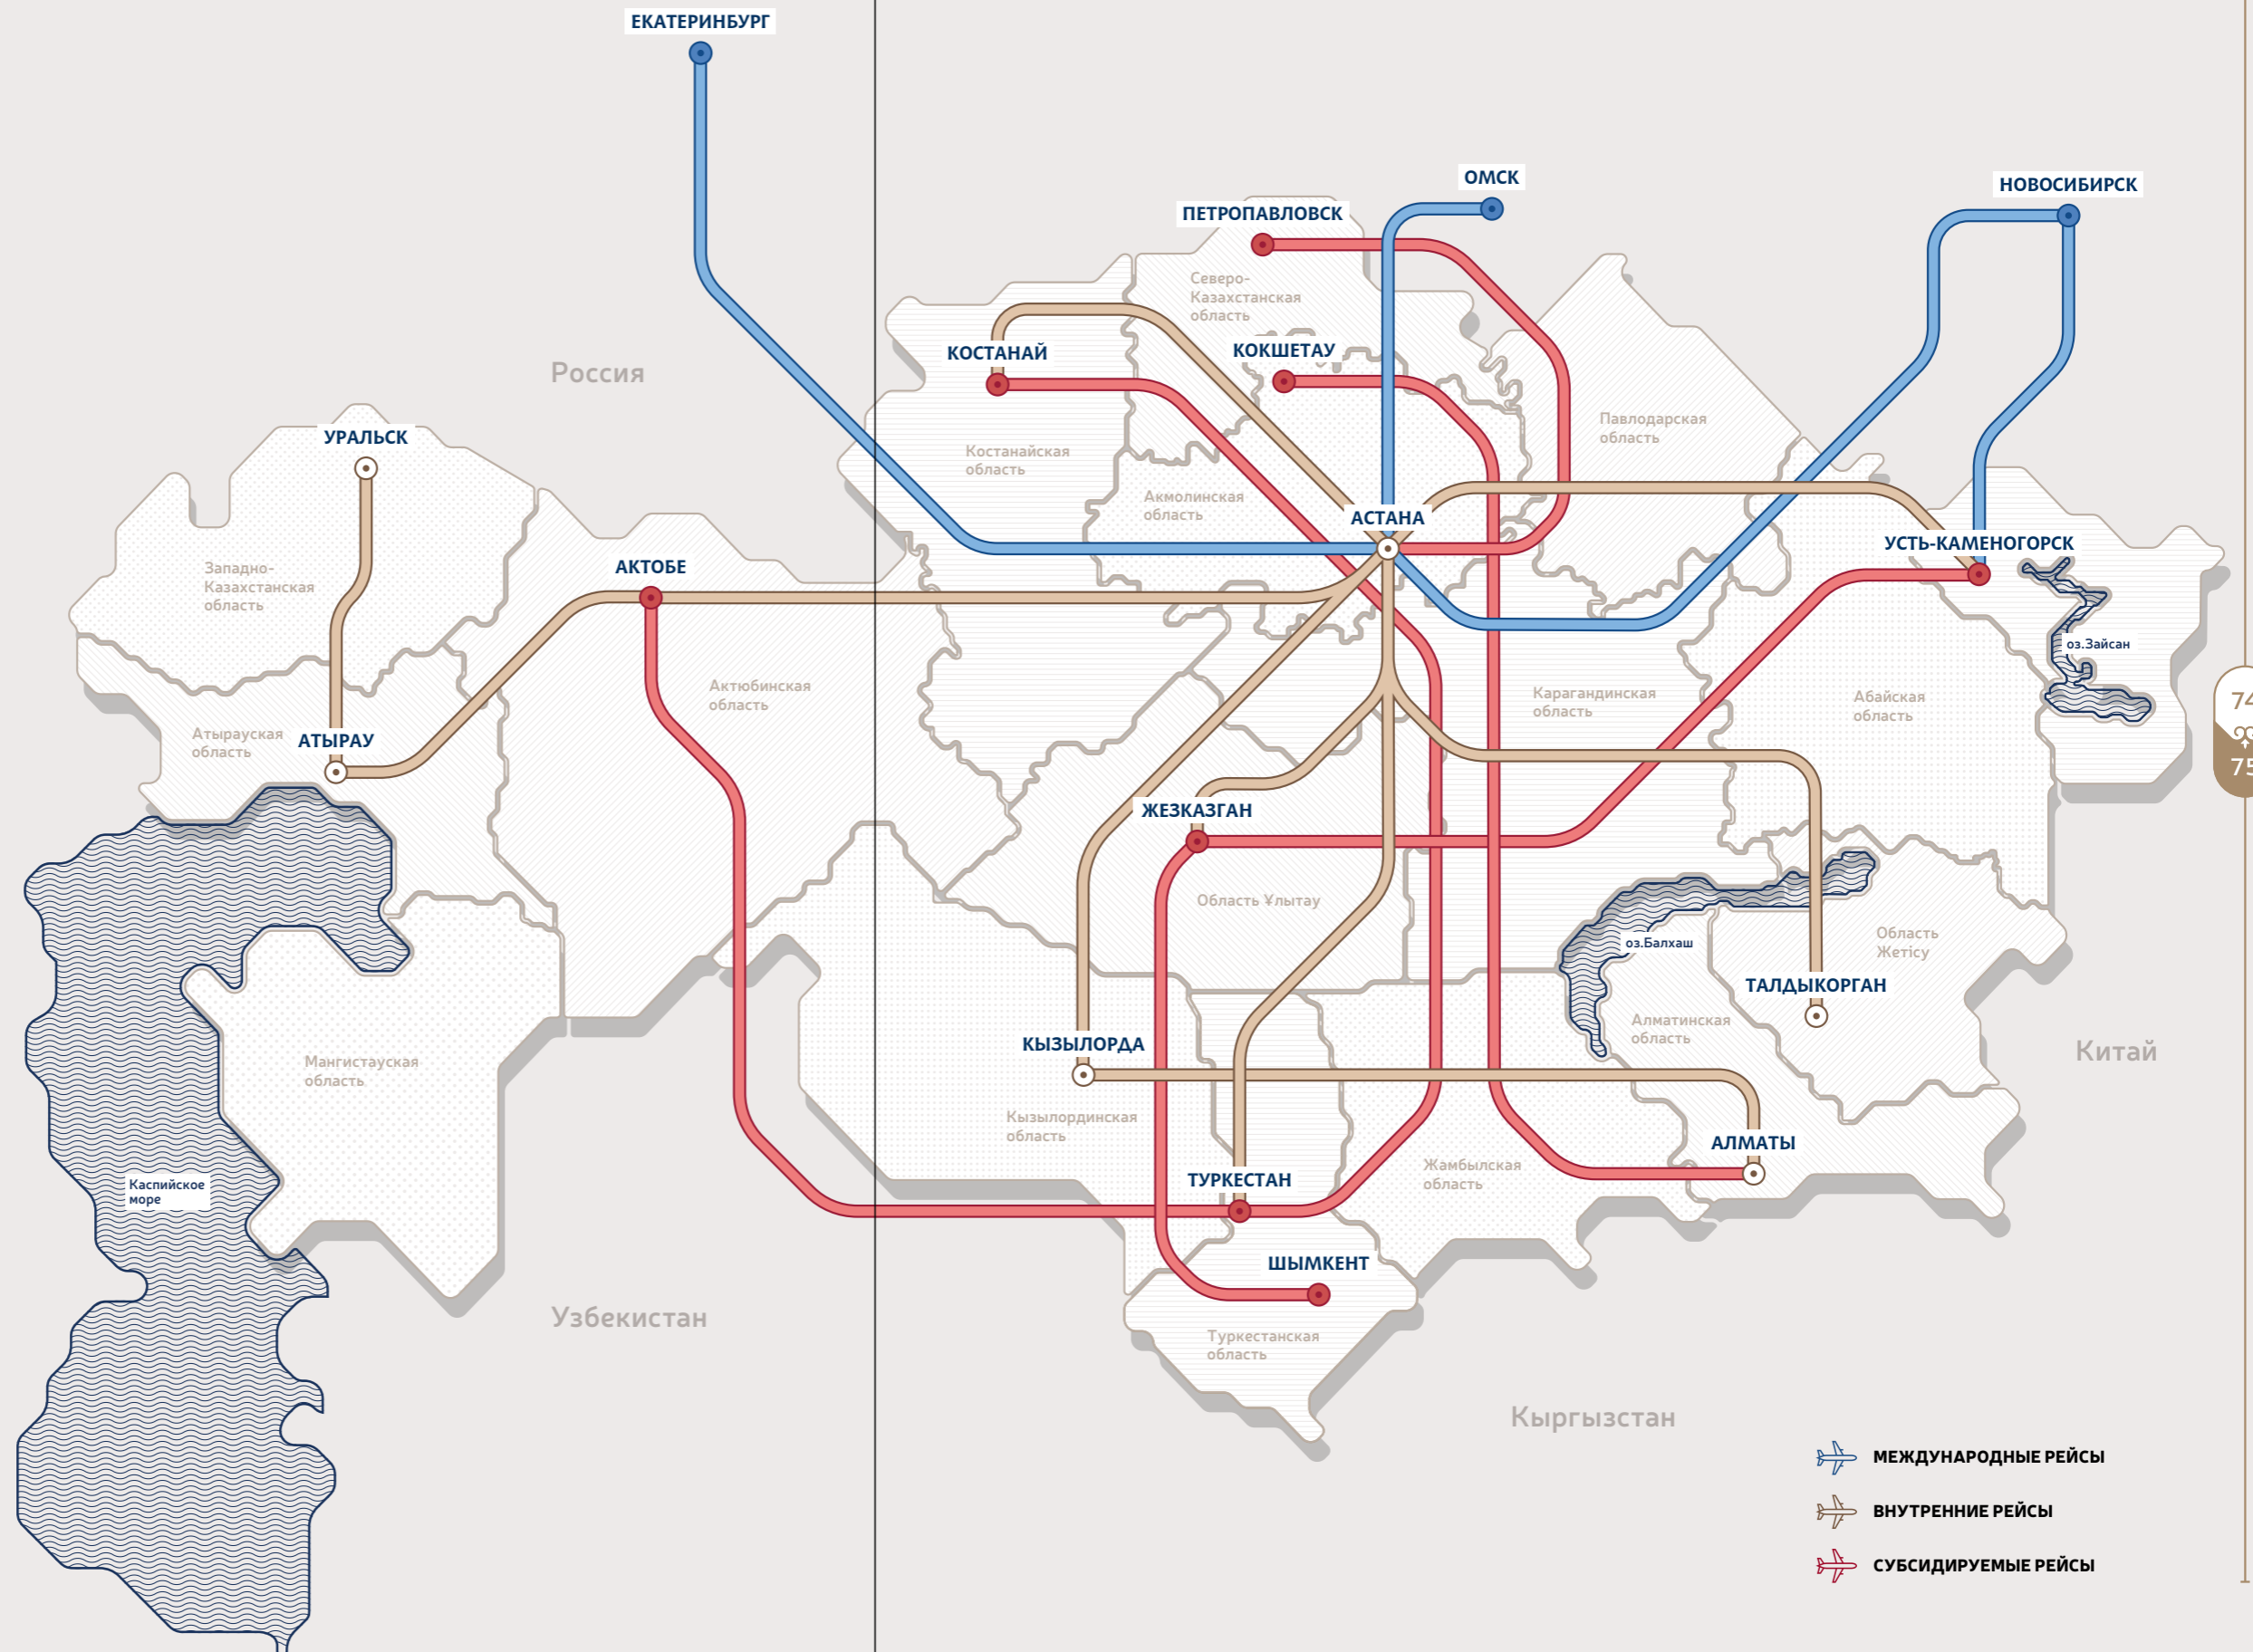 ЕКАТЕРИНБУРГ
ОМСК
НОВОСИБИРСК
ПЕТРОПАВЛОВСК
Северо-
Казахстанская
область
КОСТАНАЙ
КОКШЕТАУ
Россия
Павлодарская
область
УРАЛЬСК
Костанайская
область
Акмолинская
область
АСТАНА
УСТЬ-КАМЕНОГОРСК
АКТОБЕ
Западно-
Казахстанская
область
оз.Зайсан
Актюбинская
область
Карагандинская
область
Абайская
область
74
75
Атырауская
область
АТЫРАУ
ЖЕЗКАЗГАН
Область Ұлытау
оз.Балхаш
Область
Жетісу
ТАЛДЫКОРГАН
Алматинская
область
КЫЗЫЛОРДА
Китай
Мангистауская
область
Кызылординская
область
АЛМАТЫ
Жамбылская
область
ТУРКЕСТАН
Каспийское
море
ШЫМКЕНТ
Узбекистан
Туркестанская
область
Кыргызстан
МЕЖДУНАРОДНЫЕ РЕЙСЫ
ВНУТРЕННИЕ РЕЙСЫ
СУБСИДИРУЕМЫЕ РЕЙСЫ